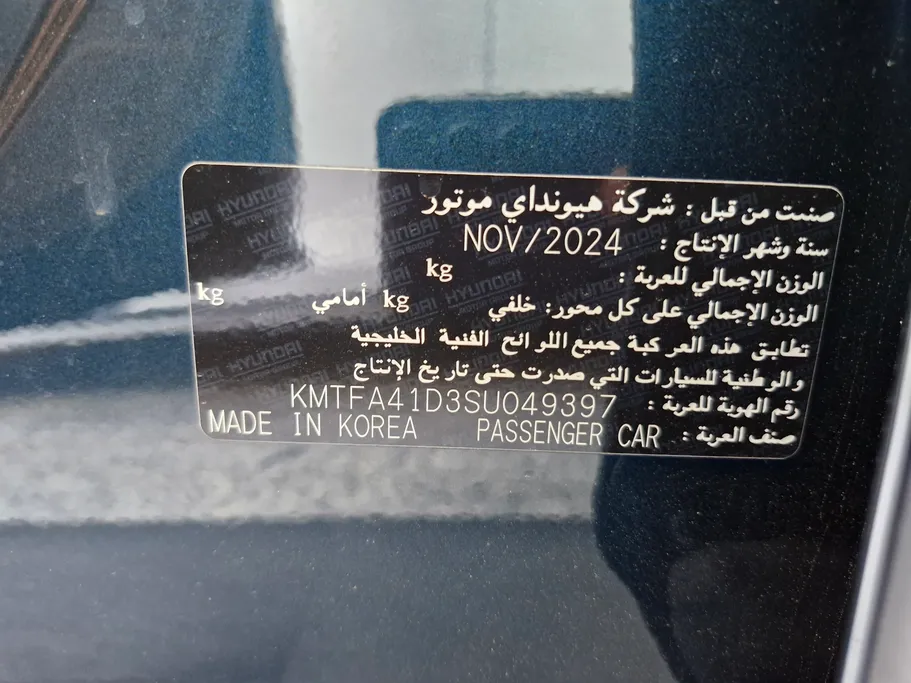 صنعت من قبل : شركة هيونداي موتور
سنة وشهر الإنتاج : NOV/2024
الوزن الإجمالي للعربة : kg
الوزن الإجمالي على كل محور: خلفي kg أمامي kg
تطابق هذه المركبة جميع اللوائح الفنية الخليجية
والوطنية للسيارات التي صدرت حتى تاريخ الإنتاج
رقم الهوية للعربة : KMTFA41D3SU049397
صنف العربة : PASSENGER CAR MADE IN KOREA